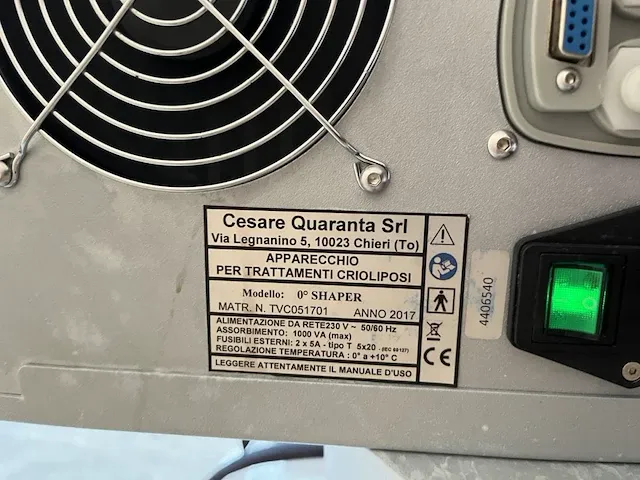 Cesare Quaranta Srl
Via Legnanino 5, 10023 Chieri (To)
APPARECCHIO
PER TRATTAMENTI CRIOLIPOSI
Modello: 0° SHAPER
MATR. N. TVC051701 ANNO 2017
ALIMENTAZIONE DA RETE230 V ~ 50/60 Hz
ASSORBIMENTO: 1000 VA (max)
FUSIBILI ESTERNI: 2 x 5A - tipo T 5x20 - (IEC 60127)
REGOLAZIONE TEMPERATURA : 0° a +10° C
LEGGERE ATTENTAMENTE IL MANUALE D'USO
CE
4406540